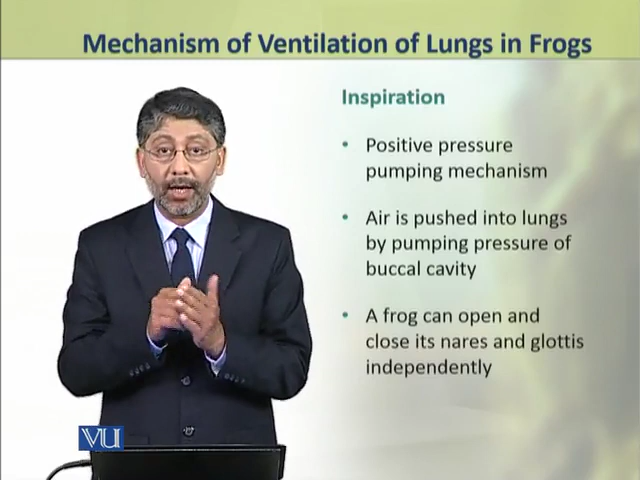 Mechanism of Ventilation of Lungs in Frogs
Inspiration
• Positive pressure
pumping mechanism
• Air is pushed into lungs
by pumping pressure of
buccal cavity
• A frog can open and
close its nares and glottis
independently
VU